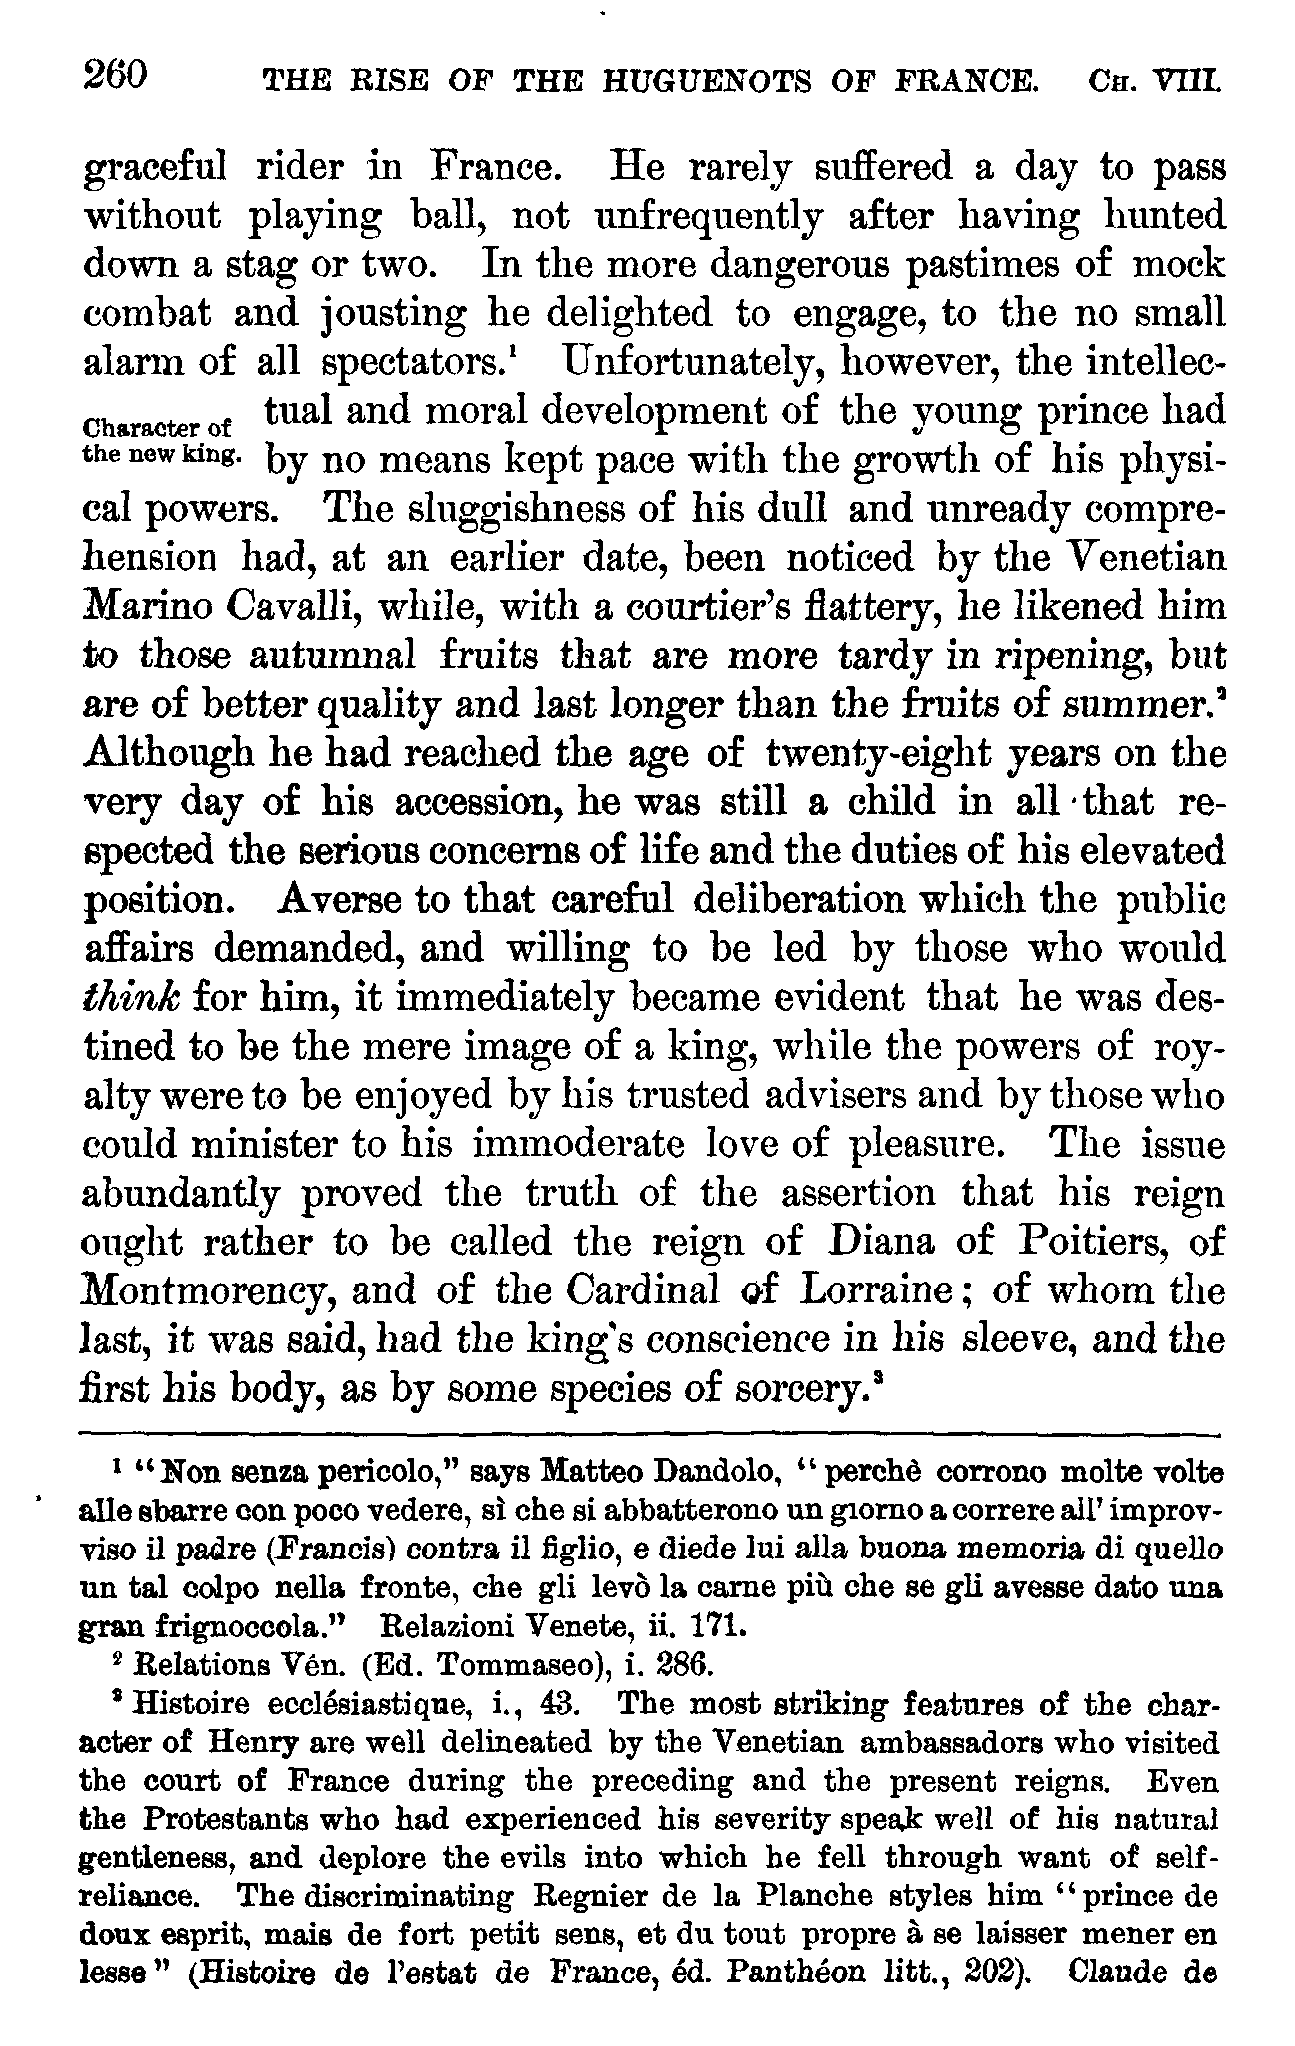 260 THE RISE OF THE HUGUENOTS OF FRANCE. CH. VIII.
graceful rider in France. He rarely suffered a day to pass
without playing ball, not unfrequently after having hunted
down a stag or two. In the more dangerous pastimes of mock
combat and jousting he delighted to engage, to the no small
alarm of all spectators.¹ Unfortunately, however, the intellec-
tual and moral development of the young prince had
Character of
the new king.
by no means kept pace with the growth of his physi-
cal powers. The sluggishness of his dull and unready compre-
hension had, at an earlier date, been noticed by the Venetian
Marino Cavalli, while, with a courtier's flattery, he likened him
to those autumnal fruits that are more tardy in ripening, but
are of better quality and last longer than the fruits of summer.²
Although he had reached the age of twenty-eight years on the
very day of his accession, he was still a child in all that re-
spected the serious concerns of life and the duties of his elevated
position. Averse to that careful deliberation which the public
affairs demanded, and willing to be led by those who would
think for him, it immediately became evident that he was des-
tined to be the mere image of a king, while the powers of roy-
alty were to be enjoyed by his trusted advisers and by those who
could minister to his immoderate love of pleasure. The issue
abundantly proved the truth of the assertion that his reign
ought rather to be called the reign of Diana of Poitiers, of
Montmorency, and of the Cardinal of Lorraine; of whom the
last, it was said, had the king's conscience in his sleeve, and the
first his body, as by some species of sorcery.³
¹ "Non senza pericolo," says Matteo Dandolo, "perchè corrono molte volte
alle sbarre con poco vedere, sì che si abbatterono un giorno a correre all' improv-
viso il padre (Francis) contra il figlio, e diede lui alla buona memoria di quello
un tal colpo nella fronte, che gli levò la carne più che se gli avesse dato una
gran frignoccola." Relazioni Venete, ii. 171.
² Relations Vén. (Ed. Tommaseo), i. 286.
³ Histoire ecclésiastique, i., 43. The most striking features of the char-
acter of Henry are well delineated by the Venetian ambassadors who visited
the court of France during the preceding and the present reigns. Even
the Protestants who had experienced his severity speak well of his natural
gentleness, and deplore the evils into which he fell through want of self-
reliance. The discriminating Regnier de la Planche styles him "prince de
doux esprit, mais de fort petit sens, et du tout propre à se laisser mener en
lesse" (Histoire de l'estat de France, éd. Panthéon litt., 202). Claude de